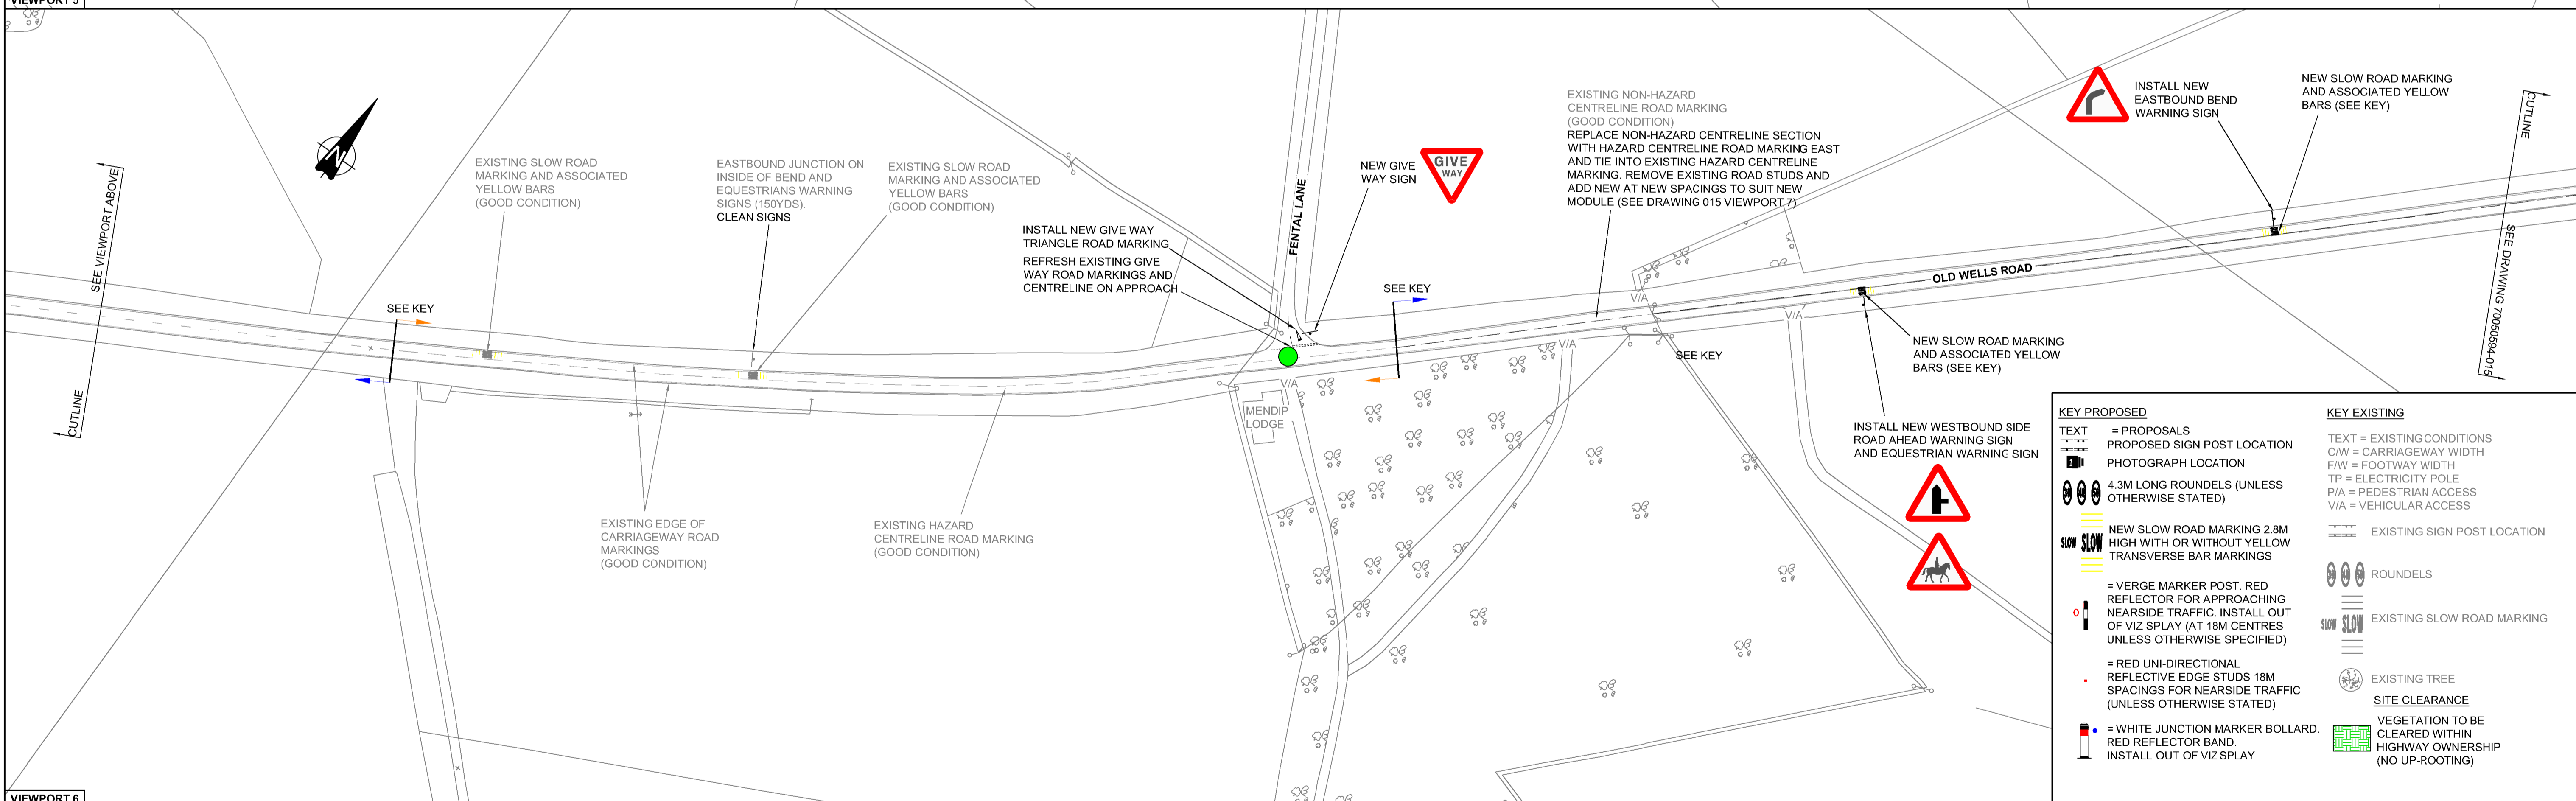 VIEWPORT 5
SEE VIEWPORT ABOVE
CUTLINE
SEE KEY
EXISTING SLOW ROAD
MARKING AND ASSOCIATED
YELLOW BARS
(GOOD CONDITION)
EASTBOUND JUNCTION ON
INSIDE OF BEND AND
EQUESTRIANS WARNING
SIGNS (150YDS).
CLEAN SIGNS
EXISTING SLOW ROAD
MARKING AND ASSOCIATED
YELLOW BARS
(GOOD CONDITION)
EXISTING EDGE OF
CARRIAGEWAY ROAD
MARKINGS
(GOOD CONDITION)
EXISTING HAZARD
CENTRELINE ROAD MARKING
(GOOD CONDITION)
INSTALL NEW GIVE WAY
TRIANGLE ROAD MARKING
REFRESH EXISTING GIVE
WAY ROAD MARKINGS AND
CENTRELINE ON APPROACH
FENTAL LANE
NEW GIVE
WAY SIGN
GIVE
WAY
V/A
MENDIP
LODGE
SEE KEY
EXISTING NON-HAZARD
CENTRELINE ROAD MARKING
(GOOD CONDITION)
REPLACE NON-HAZARD CENTRELINE SECTION
WITH HAZARD CENTRELINE ROAD MARKING EAST
AND TIE INTO EXISTING HAZARD CENTRELINE
MARKING. REMOVE EXISTING ROAD STUDS AND
ADD NEW AT NEW SPACINGS TO SUIT NEW
MODULE (SEE DRAWING 015 VIEWPORT 7)
V/A
V/A
SEE KEY
V/A
OLD WELLS ROAD
NEW SLOW ROAD MARKING
AND ASSOCIATED YELLOW
BARS (SEE KEY)
INSTALL NEW WESTBOUND SIDE
ROAD AHEAD WARNING SIGN
AND EQUESTRIAN WARNING SIGN
INSTALL NEW
EASTBOUND BEND
WARNING SIGN
NEW SLOW ROAD MARKING
AND ASSOCIATED YELLOW
BARS (SEE KEY)
CUTLINE
SEE DRAWING 70050594-015
KEY PROPOSED
TEXT = PROPOSALS
PROPOSED SIGN POST LOCATION
1
PHOTOGRAPH LOCATION
30 40 50
4.3M LONG ROUNDELS (UNLESS
OTHERWISE STATED)
SLOW SLOW
NEW SLOW ROAD MARKING 2.8M
HIGH WITH OR WITHOUT YELLOW
TRANSVERSE BAR MARKINGS
= VERGE MARKER POST. RED
REFLECTOR FOR APPROACHING
NEARSIDE TRAFFIC. INSTALL OUT
OF VIZ SPLAY (AT 18M CENTRES
UNLESS OTHERWISE SPECIFIED)
= RED UNI-DIRECTIONAL
REFLECTIVE EDGE STUDS 18M
SPACINGS FOR NEARSIDE TRAFFIC
(UNLESS OTHERWISE STATED)
= WHITE JUNCTION MARKER BOLLARD.
RED REFLECTOR BAND.
INSTALL OUT OF VIZ SPLAY
KEY EXISTING
TEXT = EXISTING CONDITIONS
C/W = CARRIAGEWAY WIDTH
F/W = FOOTWAY WIDTH
TP = ELECTRICITY POLE
P/A = PEDESTRIAN ACCESS
V/A = VEHICULAR ACCESS
EXISTING SIGN POST LOCATION
30 40 50
ROUNDELS
SLOW SLOW
EXISTING SLOW ROAD MARKING
EXISTING TREE
SITE CLEARANCE
VEGETATION TO BE
CLEARED WITHIN
HIGHWAY OWNERSHIP
(NO UP-ROOTING)
VIEWPORT 6